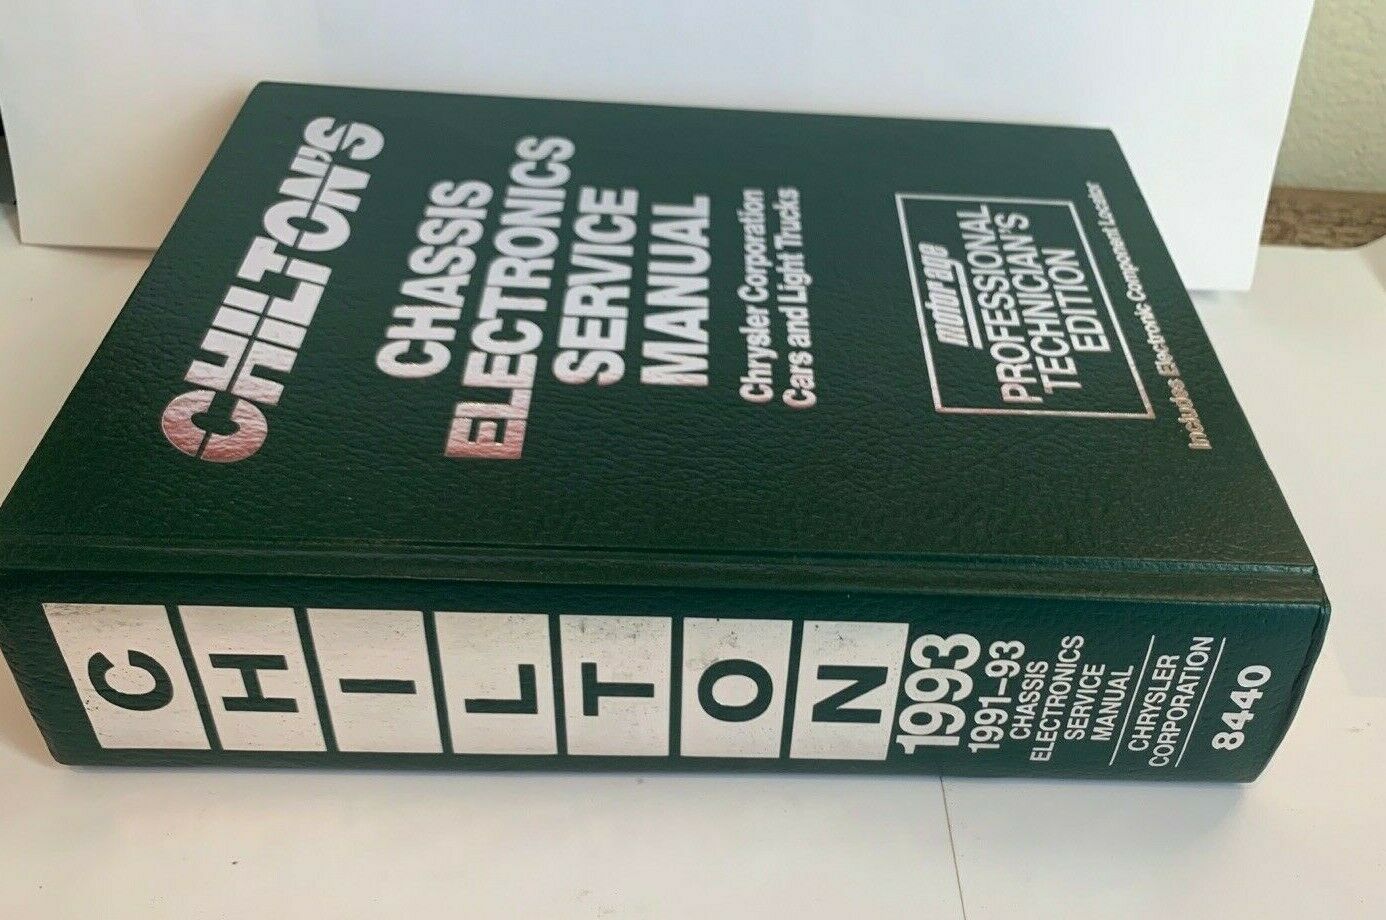 CHILTON'S
CHASSIS
ELECTRONICS
SERVICE
MANUAL
Chrysler Corporation
Cars and Light Trucks
motor age
PROFESSIONAL
TECHNICIAN'S
EDITION
Includes Electronic Component Locator
CHILTON
1993
1991-93
CHASSIS
ELECTRONICS
SERVICE
MANUAL
CHRYSLER
CORPORATION
8440